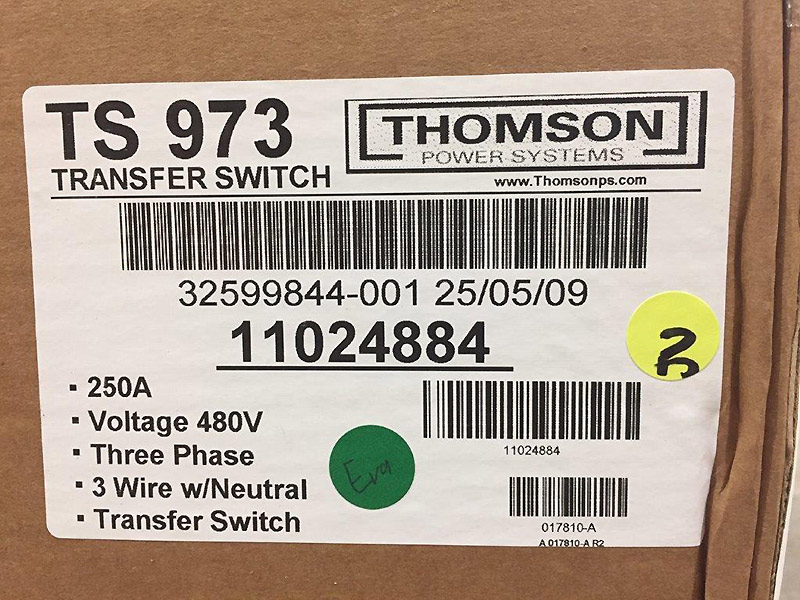 TS 973
TRANSFER SWITCH
THOMSON
POWER SYSTEMS
www.Thomsonps.com
32599844-001 25/05/09
11024884
▪ 250A
▪ Voltage 480V
▪ Three Phase
▪ 3 Wire w/Neutral
▪ Transfer Switch
11024884
017810-A
A 017810-A R2
2